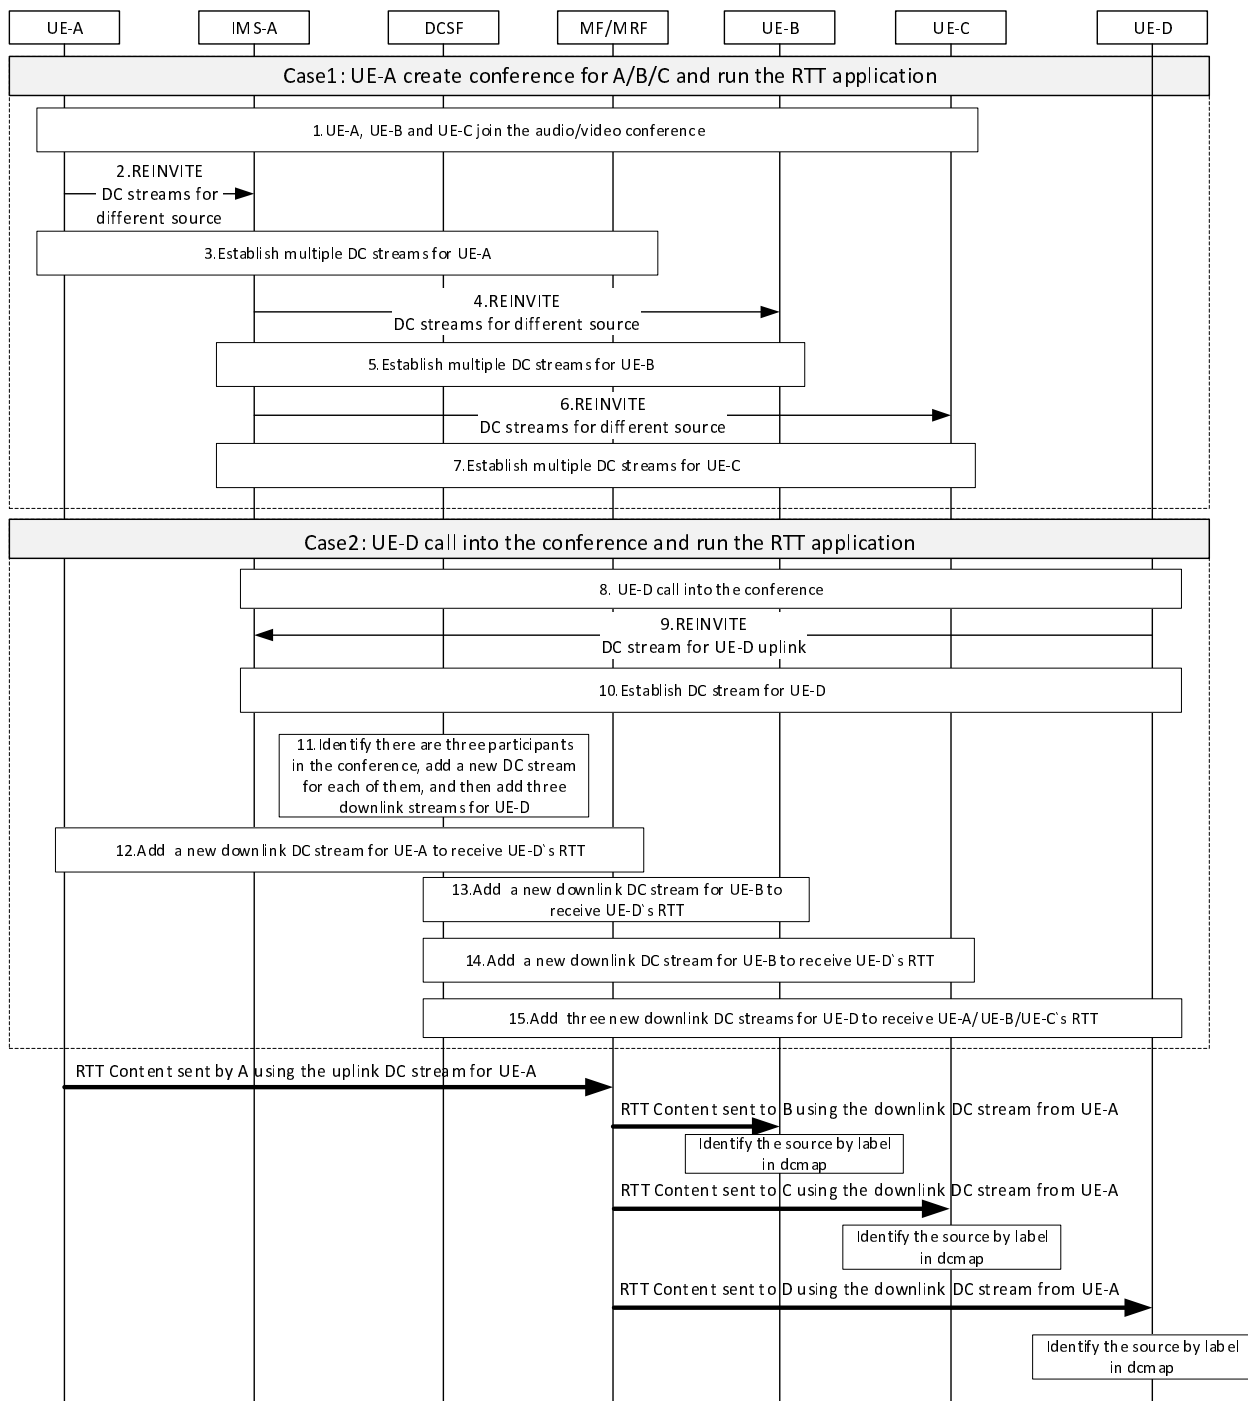 UE-A
IMS-A
DCSF
MF/MRF
UE-B
UE-C
UE-D
Case1: UE-A create conference for A/B/C and run the RTT application
1.UE-A, UE-B and UE-C join the audio/video conference
2.REINVITE
DC streams for
different source
3.Establish multiple DC streams for UE-A
4.REINVITE
DC streams for different source
5.Establish multiple DC streams for UE-B
6.REINVITE
DC streams for different source
7.Establish multiple DC streams for UE-C
Case2: UE-D call into the conference and run the RTT application
8. UE-D call into the conference
9.REINVITE
DC stream for UE-D uplink
10.Establish DC stream for UE-D
11.Identify there are three participants
in the conference, add a new DC stream
for each of them, and then add three
downlink streams for UE-D
12.Add a new downlink DC stream for UE-A to receive UE-D`s RTT
13.Add a new downlink DC stream for UE-B to
receive UE-D`s RTT
14.Add a new downlink DC stream for UE-B to receive UE-D`s RTT
15.Add three new downlink DC streams for UE-D to receive UE-A/UE-B/UE-C`s RTT
RTT Content sent by A using the uplink DC stream for UE-A
RTT Content sent to B using the downlink DC stream from UE-A
Identify the source by label
in dcmap
RTT Content sent to C using the downlink DC stream from UE-A
Identify the source by label
in dcmap
RTT Content sent to D using the downlink DC stream from UE-A
Identify the source by label
in dcmap